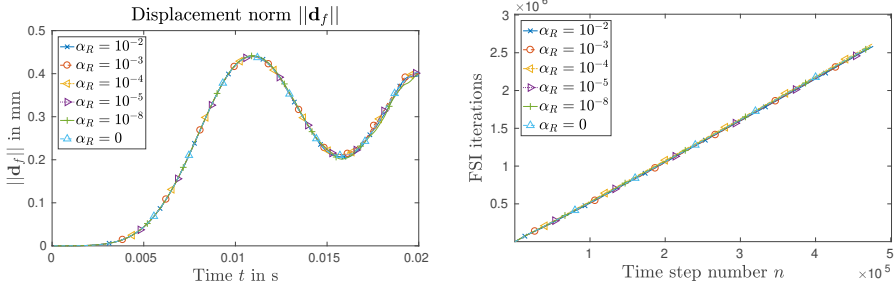 Displacement norm ||d_f||
||d_f|| in mm
0.5
0.4
0.3
0.2
0.1
0
α_R = 10^-2
α_R = 10^-3
α_R = 10^-4
α_R = 10^-5
α_R = 10^-8
α_R = 0
0 0.005 0.01 0.015 0.02
Time t in s
×10^6
FSI iterations
3
2.5
2
1.5
1
0.5
α_R = 10^-2
α_R = 10^-3
α_R = 10^-4
α_R = 10^-5
α_R = 10^-8
α_R = 0
1 2 3 4 5
Time step number n
×10^5